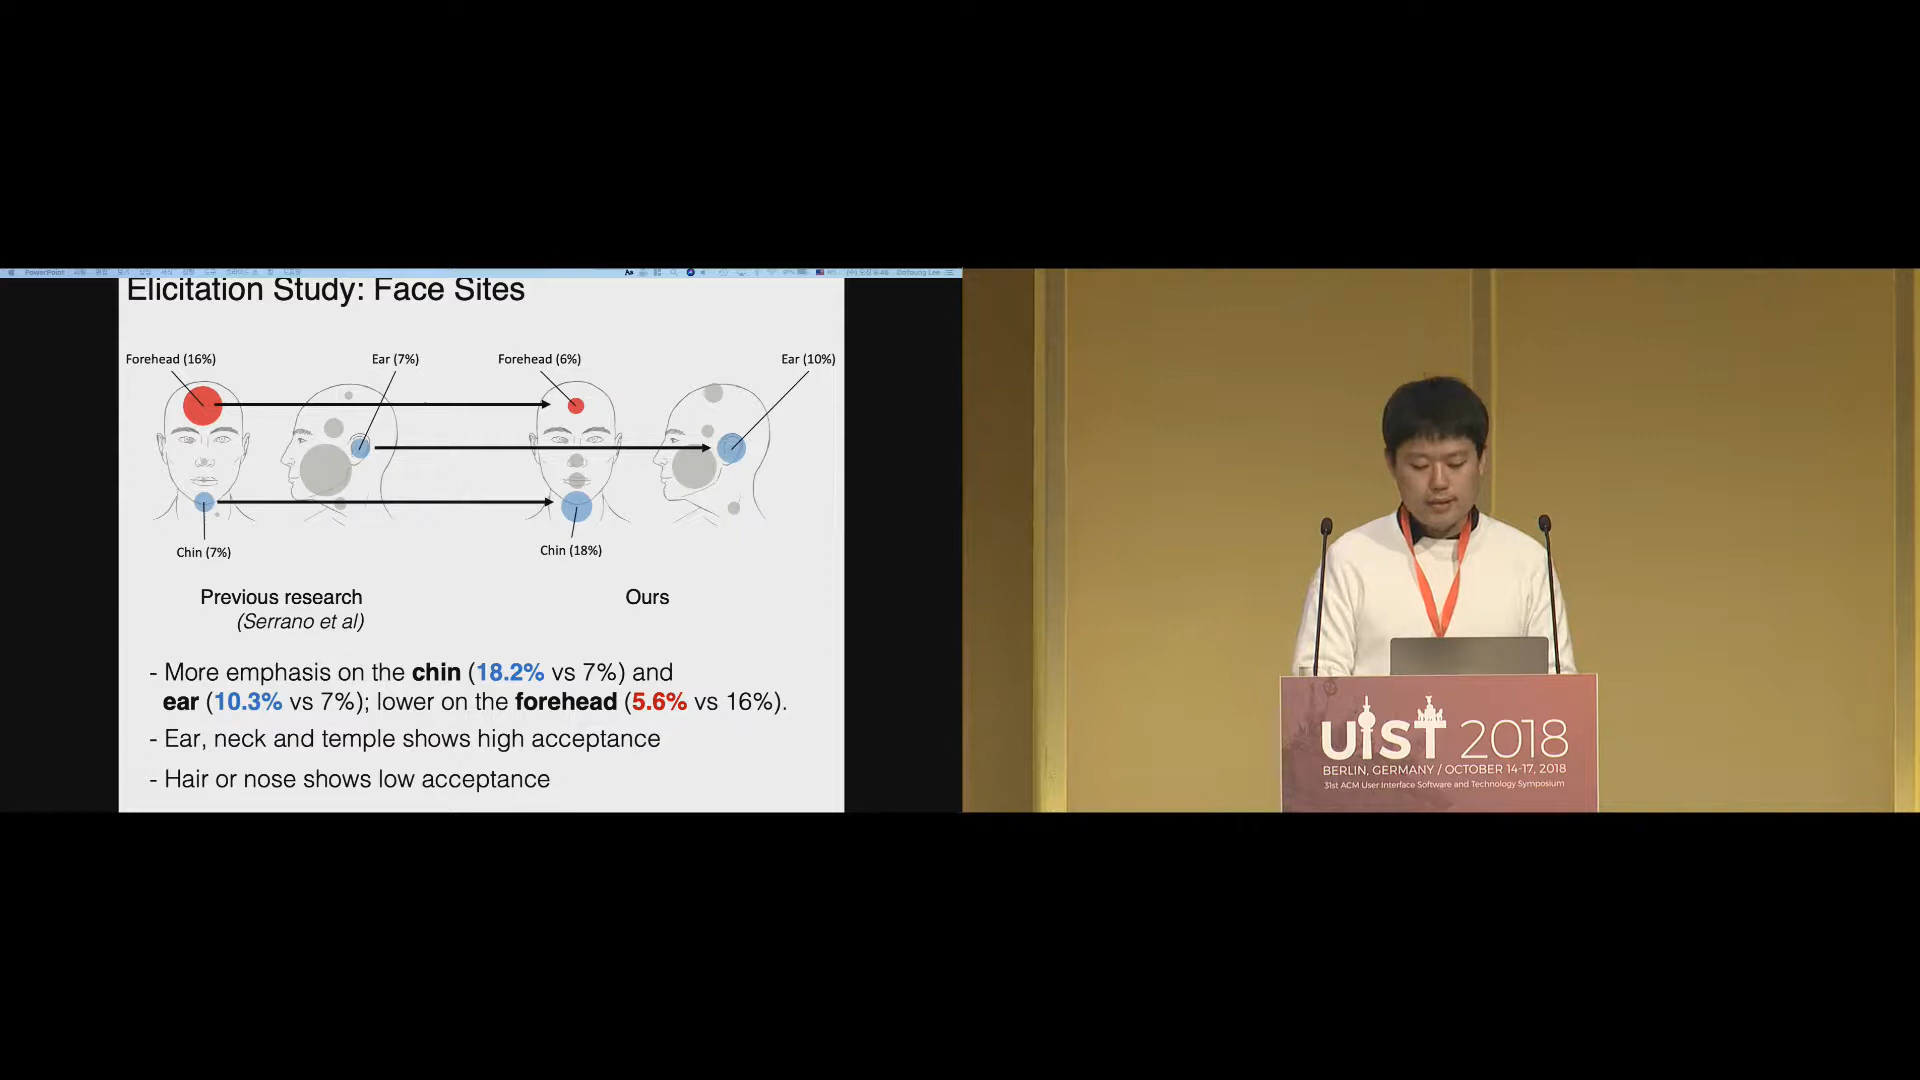 PowerPoint
DaYoung Lee
Elicitation Study: Face Sites
Forehead (16%)
Ear (7%)
Forehead (6%)
Ear (10%)
Chin (7%)
Chin (18%)
Previous research
(Serrano et al)
Ours
- More emphasis on the chin (18.2% vs 7%) and
ear (10.3% vs 7%); lower on the forehead (5.6% vs 16%).
- Ear, neck and temple shows high acceptance
- Hair or nose shows low acceptance
UIST 2018
BERLIN, GERMANY / OCTOBER 14-17, 2018
31st ACM User Interface Software and Technology Symposium